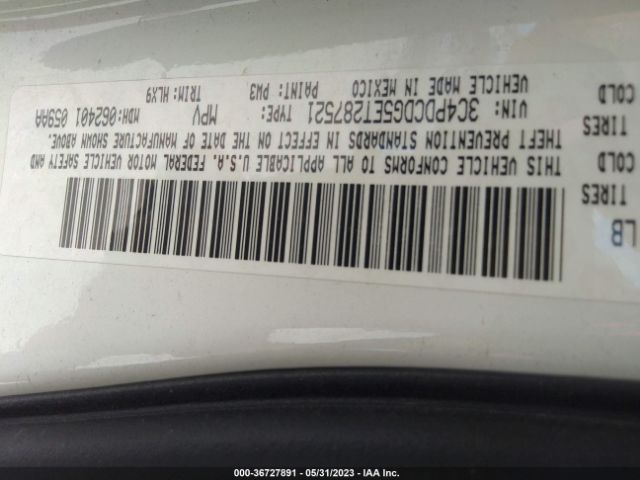 LB
TIRES
COLD
TIRES
COLD
THIS VEHICLE CONFORMS TO ALL APPLICABLE U.S.A. FEDERAL MOTOR VEHICLE SAFETY AND
THEFT PREVENTION STANDARDS IN EFFECT ON THE DATE OF MANUFACTURE SHOWN ABOVE.
VIN: 3C4PDCDG5ET287521 TYPE: MPV MDH:062401 059AA
VEHICLE MADE IN MEXICO PAINT: PW3 TRIM: HLX9
000-36727891 - 05/31/2023 - IAA Inc.